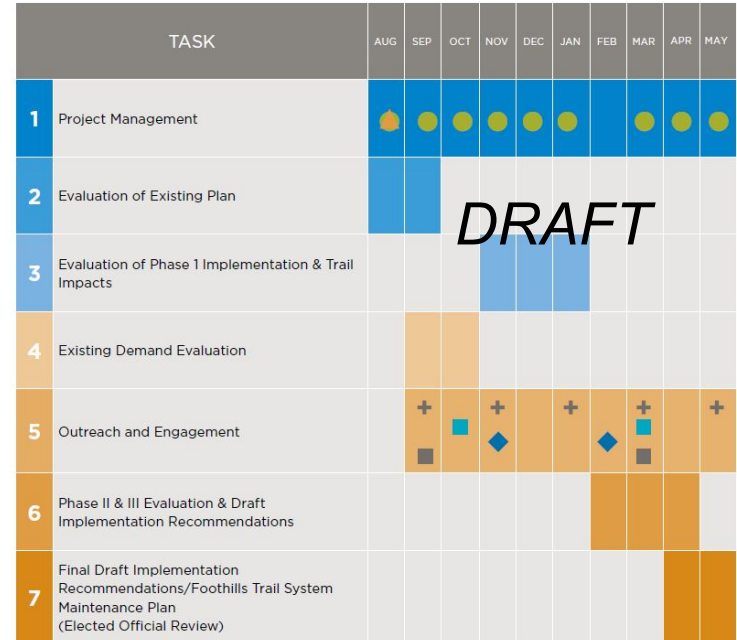 TASK AUG SEP OCT NOV DEC JAN FEB MAR APR MAY
1 Project Management
2 Evaluation of Existing Plan
DRAFT
3 Evaluation of Phase 1 Implementation & Trail
Impacts
4 Existing Demand Evaluation
5 Outreach and Engagement
6 Phase II & III Evaluation & Draft
Implementation Recommendations
7 Final Draft Implementation
Recommendations/Foothills Trail System
Maintenance Plan
(Elected Official Review)